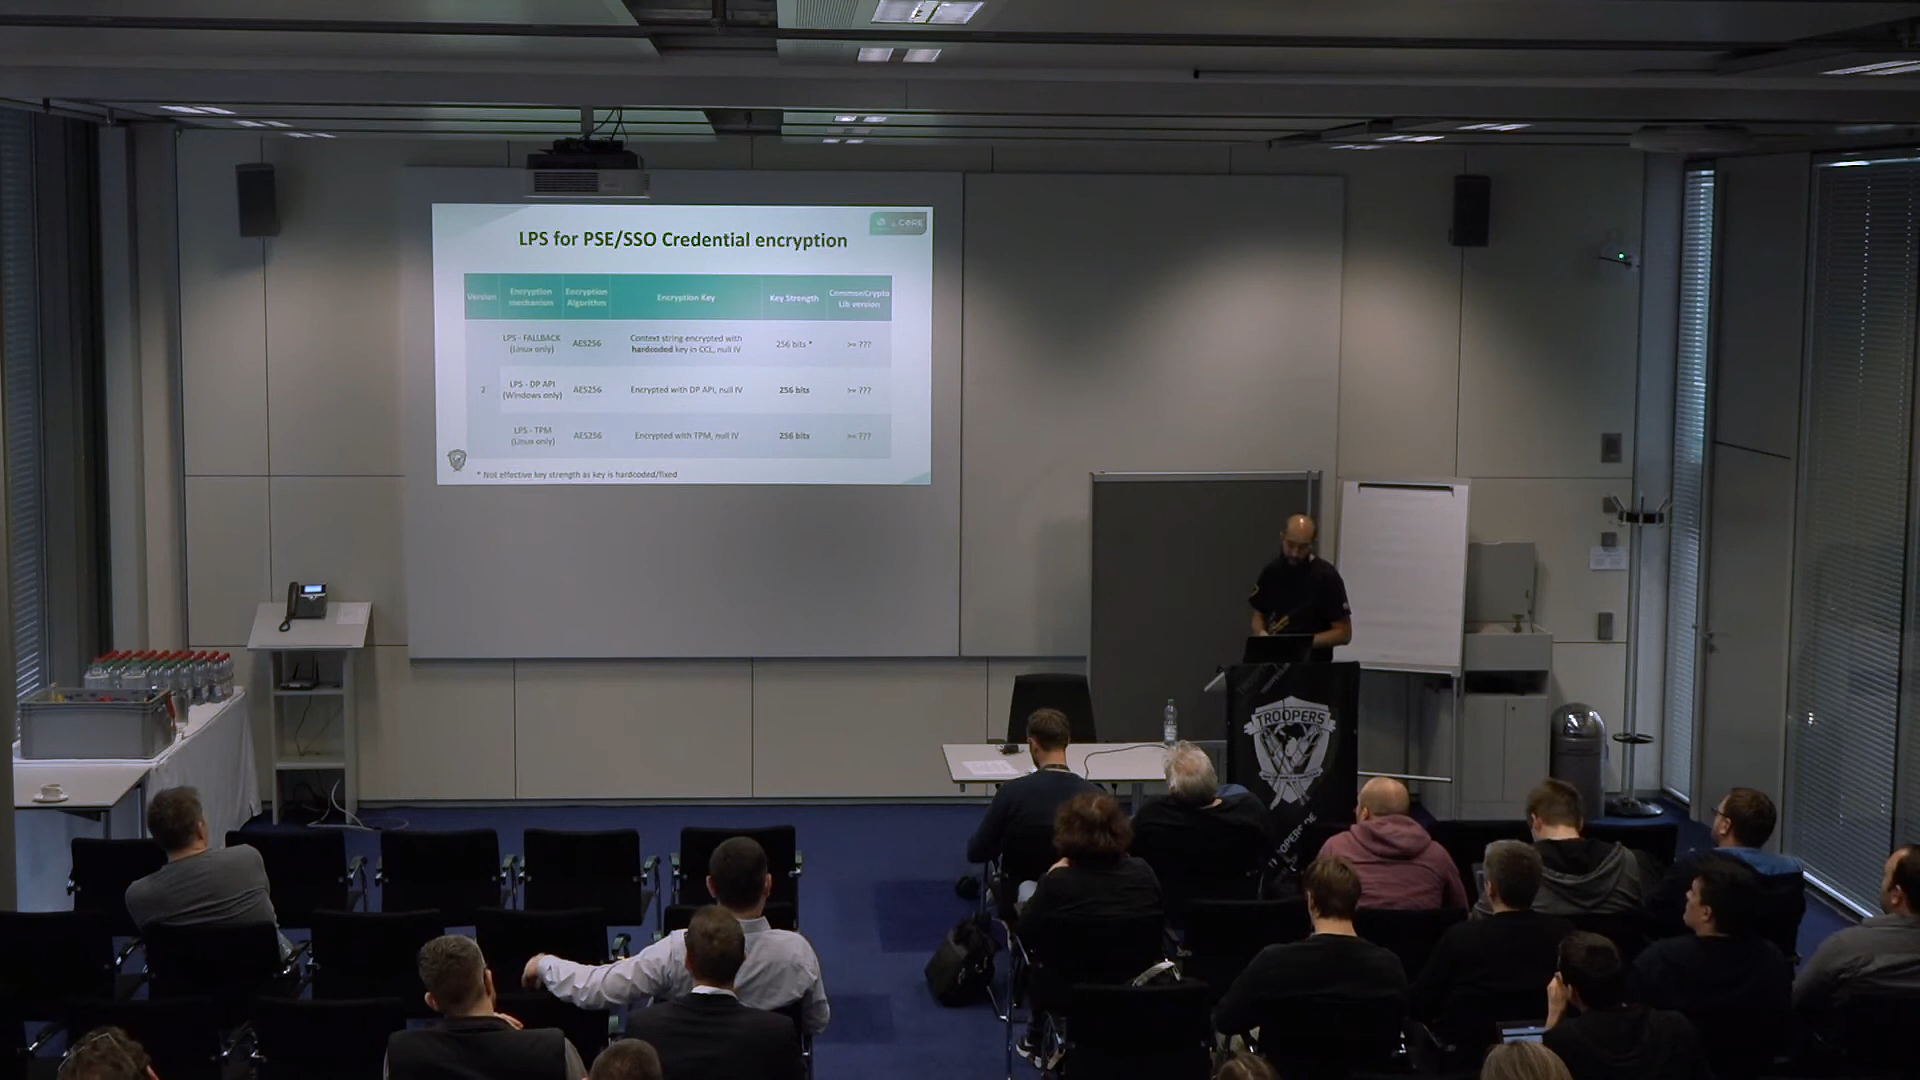 CORE
LPS for PSE/SSO Credential encryption
Version
Encryption mechanism
Encryption Algorithm
Encryption Key
Key Strength
CommonCrypto Lib version
LPS - FALLBACK
(Linux only)
AES256
Context string encrypted with
hardcoded key in CCL, null IV
256 bits *
>= ???
2
LPS - DP API
(Windows only)
AES256
Encrypted with DP API, null IV
256 bits
>= ???
LPS - TPM
(Linux only)
AES256
Encrypted with TPM, null IV
256 bits
>= ???
* Not effective key strength as key is hardcoded/fixed
TROOPERS